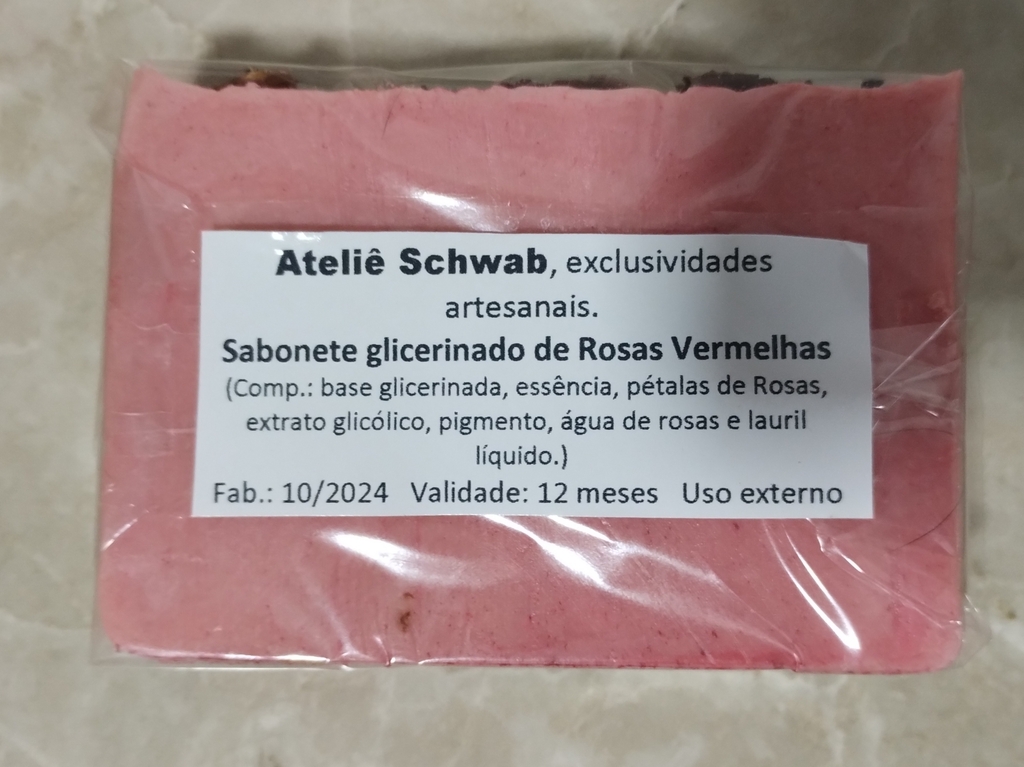 Ateliê Schwab, exclusividades
artesanais.
Sabonete glicerinado de Rosas Vermelhas
(Comp.: base glicerinada, essência, pétalas de Rosas,
extrato glicólico, pigmento, água de rosas e lauril
líquido.)
Fab.: 10/2024 Validade: 12 meses Uso externo